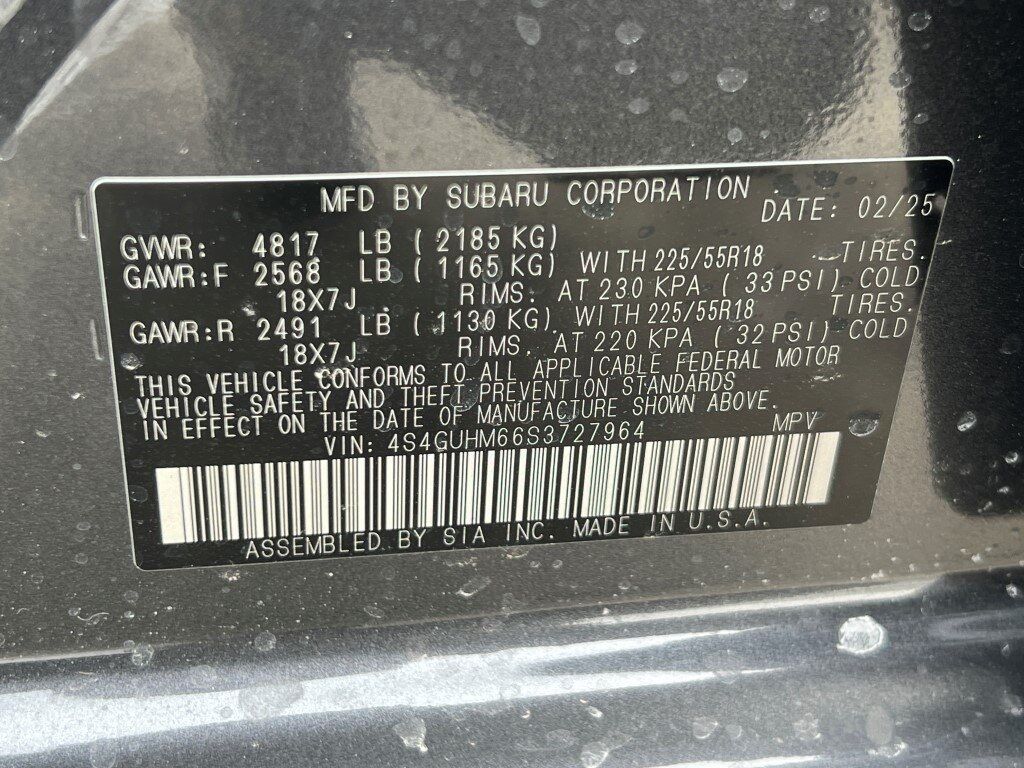 MFD BY SUBARU CORPORATION DATE: 02/25
GVWR: 4817 LB ( 2185 KG)
GAWR:F 2568 LB ( 1165 KG) WITH 225/55R18 TIRES.
18X7J RIMS. AT 230 KPA ( 33 PSI) COLD
GAWR:R 2491 LB ( 1130 KG) WITH 225/55R18 TIRES.
18X7J RIMS. AT 220 KPA ( 32 PSI) COLD
THIS VEHICLE CONFORMS TO ALL APPLICABLE FEDERAL MOTOR
VEHICLE SAFETY AND THEFT PREVENTION STANDARDS
IN EFFECT ON THE DATE OF MANUFACTURE SHOWN ABOVE.
VIN: 4S4GUHM66S3727964 MPV
ASSEMBLED BY SIA INC. MADE IN U.S.A.